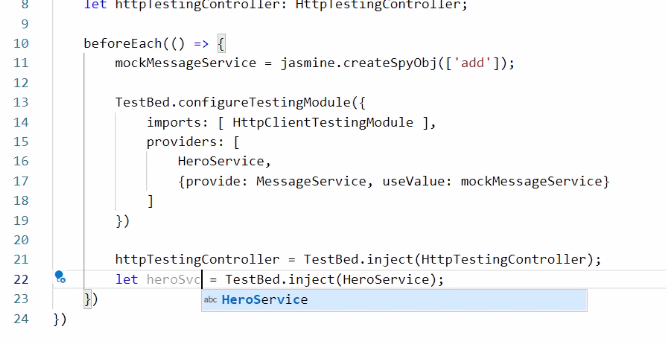 8 let httpTestingController: HttpTestingController;
9
10 beforeEach(() => {
11 mockMessageService = jasmine.createSpyObj(['add']);
12
13 TestBed.configureTestingModule({
14 imports: [ HttpClientTestingModule ],
15 providers: [
16 HeroService,
17 {provide: MessageService, useValue: mockMessageService}
18 ]
19 })
20
21 httpTestingController = TestBed.inject(HttpTestingController);
22 let heroSvc = TestBed.inject(HeroService);
23 })
abc HeroService
24 })